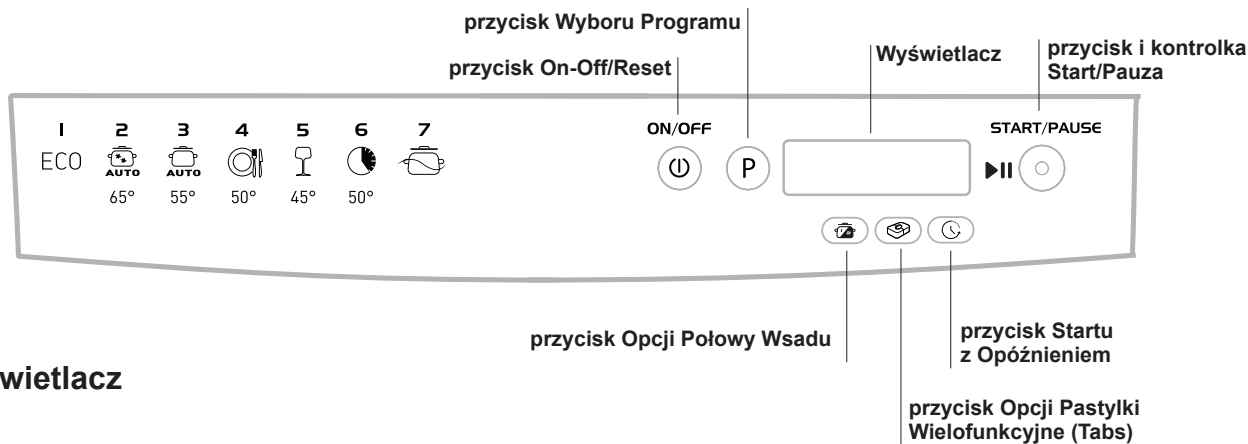 przycisk Wyboru Programu
Wyświetlacz
przycisk i kontrolka
Start/Pauza
przycisk On-Off/Reset
1 2 3 4 5 6 7
ON/OFF
START/PAUSE
ECO
AUTO AUTO
P
65° 55° 50° 45° 50°
przycisk Opcji Połowy Wsadu
przycisk Startu
z Opóźnieniem
wietlacz
przycisk Opcji Pastylki
Wielofunkcyjne (Tabs)